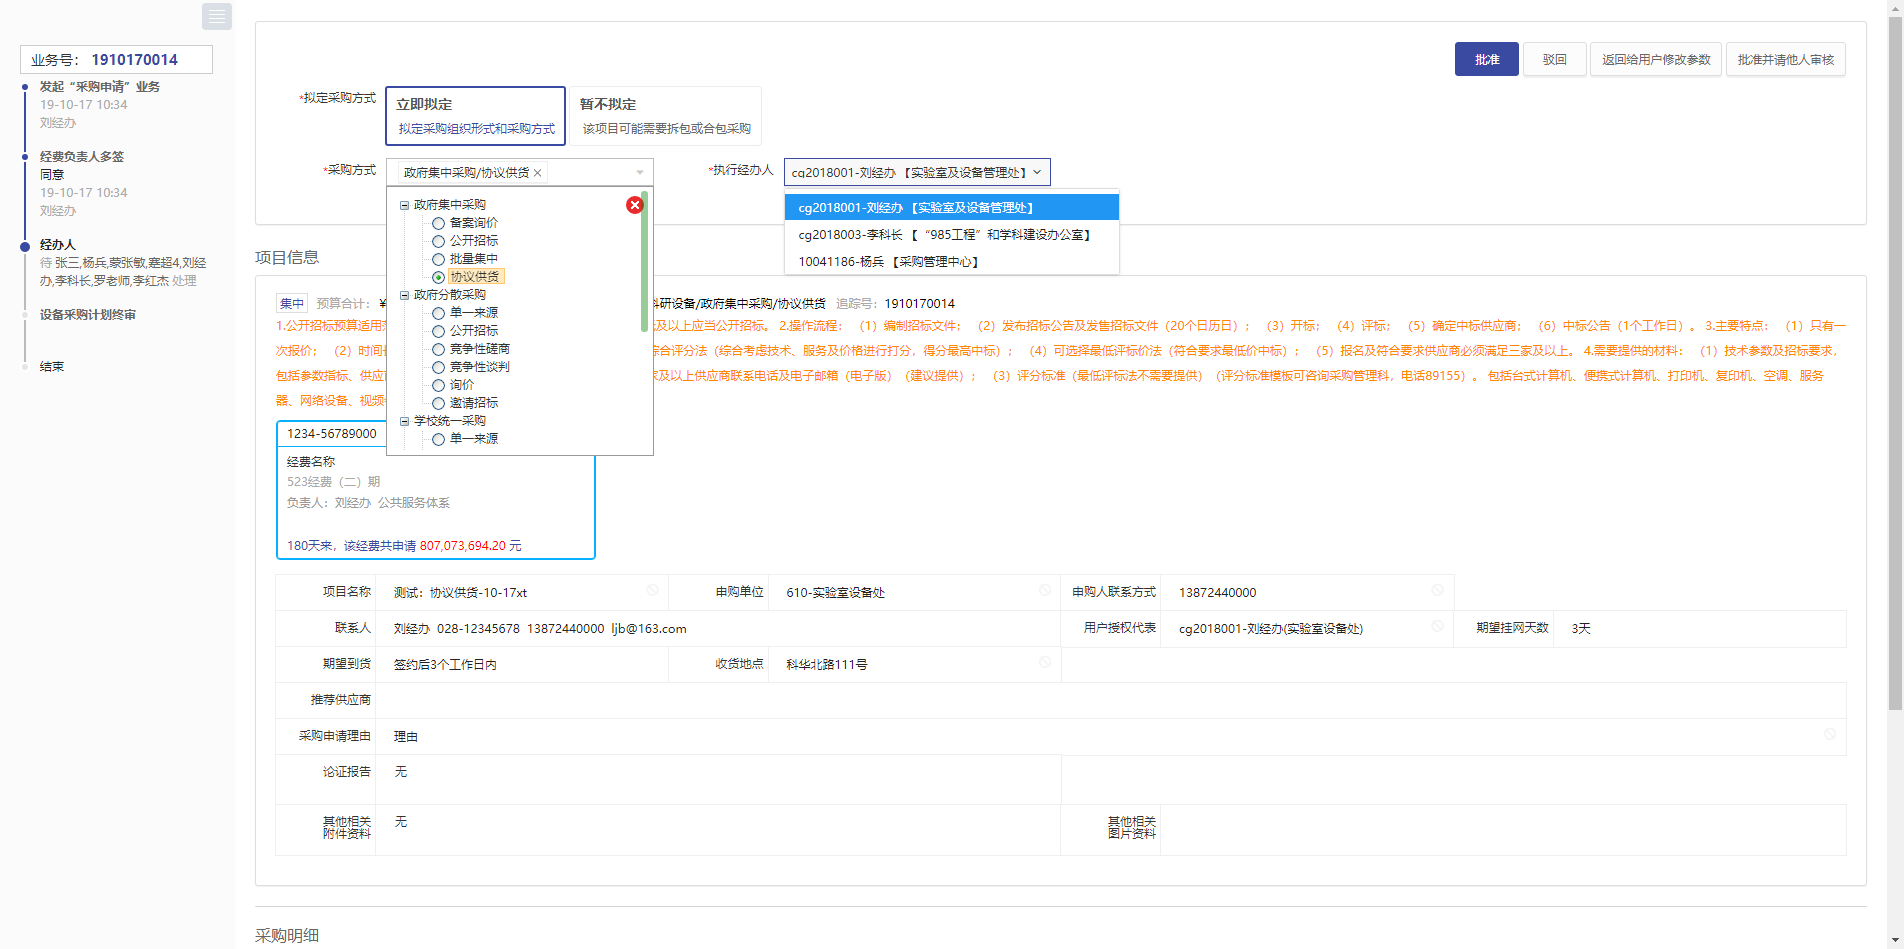 业务号： 1910170014
发起“采购申请”业务
19-10-17 10:34
刘经办
经费负责人多签
同意
19-10-17 10:34
刘经办
经办人
待 张三,杨兵,蒙张敏,蹇超4,刘经
办,李科长,罗老师,李红杰 处理
设备采购计划终审
结束
批准 驳回 返回给用户修改参数 批准并请他人审核
*拟定采购方式 立即拟定 暂不拟定
拟定采购组织形式和采购方式 该项目可能需要拆包或合包采购
*采购方式 政府集中采购/协议供货 × *执行经办人 cg2018001-刘经办 【实验室及设备管理处】
政府集中采购
备案询价
公开招标
批量集中
协议供货
政府分散采购
单一来源
公开招标
竞争性磋商
竞争性谈判
询价
邀请招标
学校统一采购
单一来源
cg2018001-刘经办 【实验室及设备管理处】
cg2018003-李科长 【 “985工程”和学科建设办公室】
10041186-杨兵 【采购管理中心】
项目信息
集中 预算合计： ¥ 科研设备/政府集中采购/协议供货 追踪号： 1910170014
1.公开招标预算适用 及以上应当公开招标。 2.操作流程： （1）编制招标文件； （2）发布招标公告及发售招标文件（20个日历日）； （3）开标； （4）评标； （5）确定中标供应商； （6）中标公告（1个工作日）。 3.主要特点： （1）只有一
次报价； （2）时间 综合评分法（综合考虑技术、服务及价格进行打分，得分最高中标）； （4）可选择最低评标价法（符合要求最低价中标）； （5）报名及符合要求供应商必须满足三家及以上。 4.需要提供的材料： （1）技术参数及招标要求，
包括参数指标、供应 家及以上供应商联系电话及电子邮箱（电子版）（建议提供）； （3）评分标准（最低评标法不需要提供）（评分标准模板可咨询采购管理科，电话89155）。 包括台式计算机、便携式计算机、打印机、复印机、空调、服务
器、网络设备、视频
1234-56789000
经费名称
523经费（二）期
负责人：刘经办 公共服务体系
180天来，该经费共申请 807,073,694.20 元
项目名称 测试：协议供货-10-17xt 申购单位 610-实验室设备处 申购人联系方式 13872440000
联系人 刘经办 028-12345678 13872440000 ljb@163.com 用户授权代表 cg2018001-刘经办(实验室设备处) 期望挂网天数 3天
期望到货 签约后3个工作日内 收货地点 科华北路111号
推荐供应商
采购申请理由 理由
论证报告 无
其他相关 无 其他相关
附件资料 图片资料
采购明细